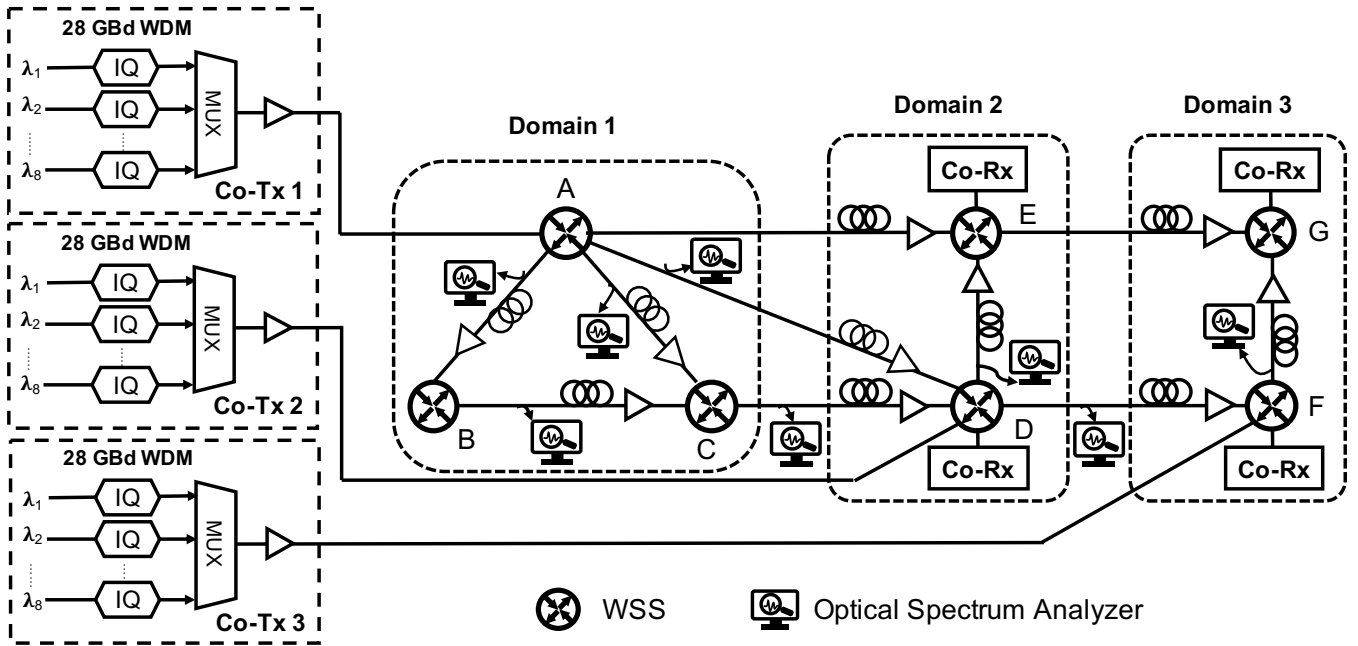 28 GBd WDM
λ1
IQ
λ2
IQ
λ8
IQ
MUX
Co-Tx 1
28 GBd WDM
λ1
IQ
λ2
IQ
λ8
IQ
MUX
Co-Tx 2
28 GBd WDM
λ1
IQ
λ2
IQ
λ8
IQ
MUX
Co-Tx 3
Domain 1
A
B
C
Domain 2
Co-Rx
E
D
Co-Rx
Domain 3
Co-Rx
G
F
Co-Rx
WSS
Optical Spectrum Analyzer